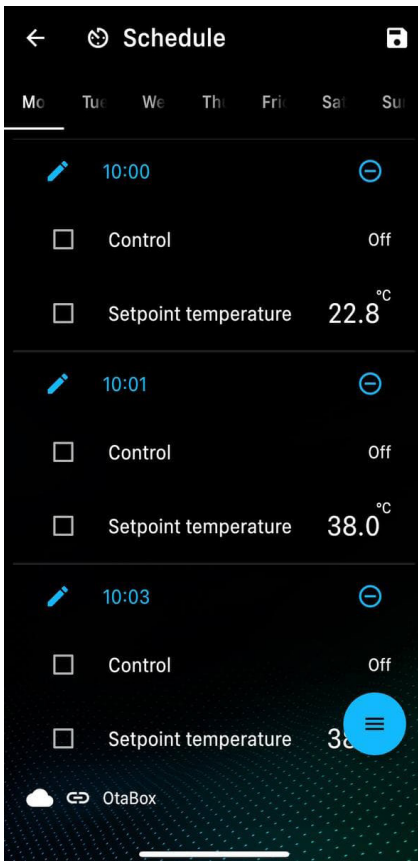 Schedule
Mo Tue We Th Fri Sat Su
10:00
Control Off
Setpoint temperature 22.8°C
10:01
Control Off
Setpoint temperature 38.0°C
10:03
Control Off
Setpoint temperature
OtaBox